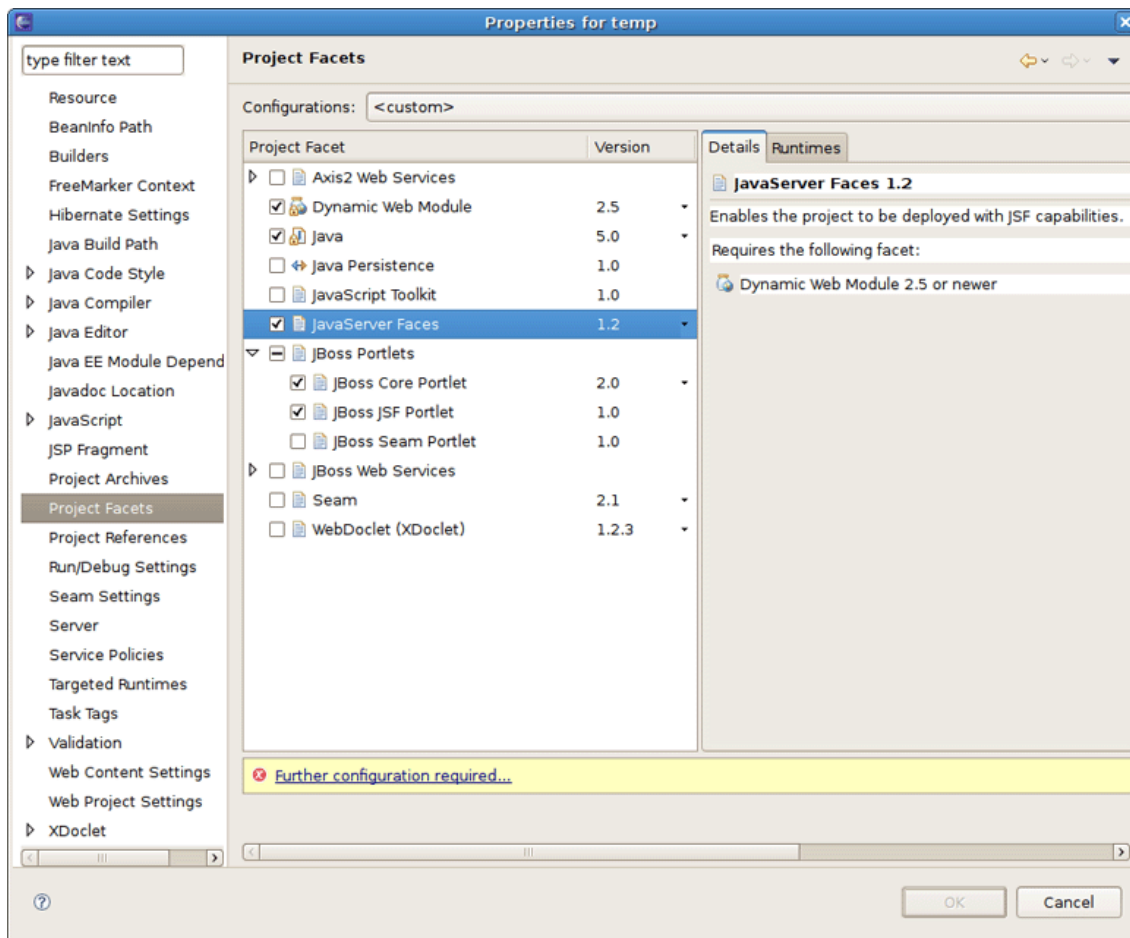 Properties for temp
type filter text
Resource
BeanInfo Path
Builders
FreeMarker Context
Hibernate Settings
Java Build Path
Java Code Style
Java Compiler
Java Editor
Java EE Module Depend
Javadoc Location
JavaScript
JSP Fragment
Project Archives
Project Facets
Project References
Run/Debug Settings
Seam Settings
Server
Service Policies
Targeted Runtimes
Task Tags
Validation
Web Content Settings
Web Project Settings
XDoclet
Project Facets
Configurations: <custom>
Project Facet Version
Axis2 Web Services
Dynamic Web Module 2.5
Java 5.0
Java Persistence 1.0
JavaScript Toolkit 1.0
JavaServer Faces 1.2
JBoss Portlets
JBoss Core Portlet 2.0
JBoss JSF Portlet 1.0
JBoss Seam Portlet 1.0
JBoss Web Services
Seam 2.1
WebDoclet (XDoclet) 1.2.3
Details Runtimes
JavaServer Faces 1.2
Enables the project to be deployed with JSF capabilities.
Requires the following facet:
Dynamic Web Module 2.5 or newer
Further configuration required...
OK Cancel